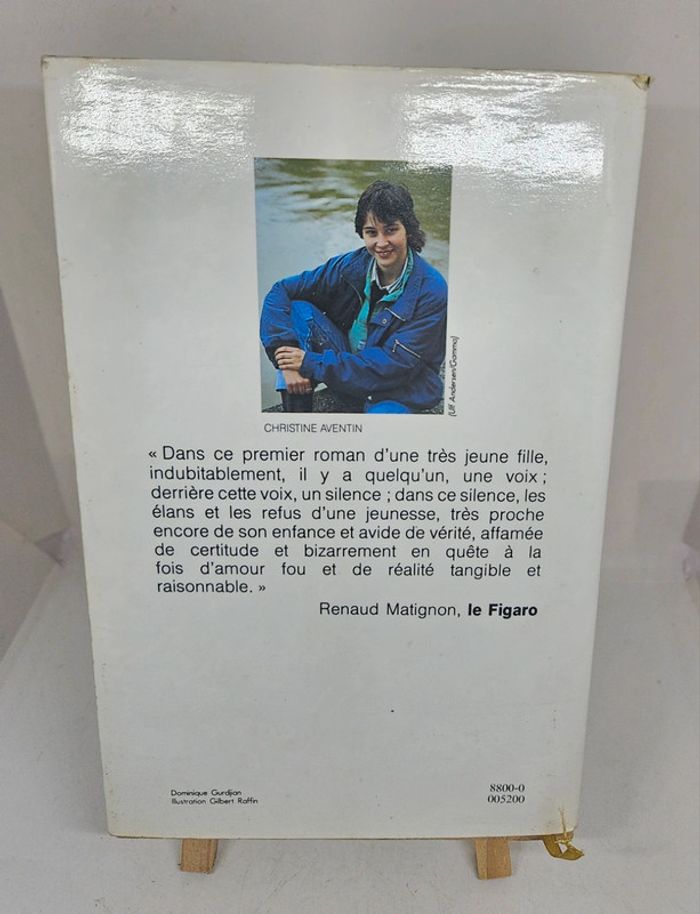 (Ulf Andersen/Gamma)
CHRISTINE AVENTIN
« Dans ce premier roman d'une très jeune fille,
indubitablement, il y a quelqu'un, une voix ;
derrière cette voix, un silence ; dans ce silence, les
élans et les refus d'une jeunesse, très proche
encore de son enfance et avide de vérité, affamée
de certitude et bizarrement en quête à la
fois d'amour fou et de réalité tangible et
raisonnable. »
Renaud Matignon, le Figaro
Dominique Gurdjian
Illustration Gilbert Raffin
8800-0
005200